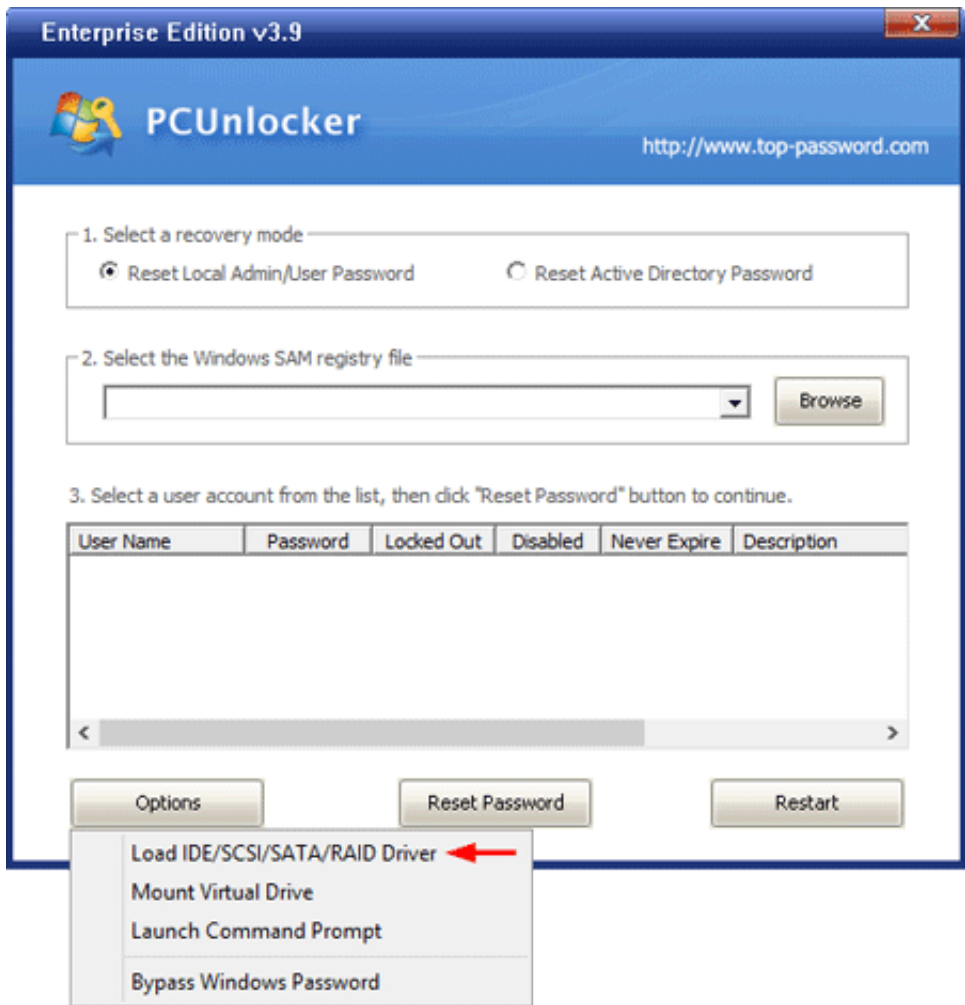 Enterprise Edition v3.9
PCUnlocker
http://www.top-password.com
1. Select a recovery mode
Reset Local Admin/User Password Reset Active Directory Password
2. Select the Windows SAM registry file
Browse
3. Select a user account from the list, then click "Reset Password" button to continue.
User Name Password Locked Out Disabled Never Expire Description
Options Reset Password Restart
Load IDE/SCSI/SATA/RAID Driver
Mount Virtual Drive
Launch Command Prompt
Bypass Windows Password